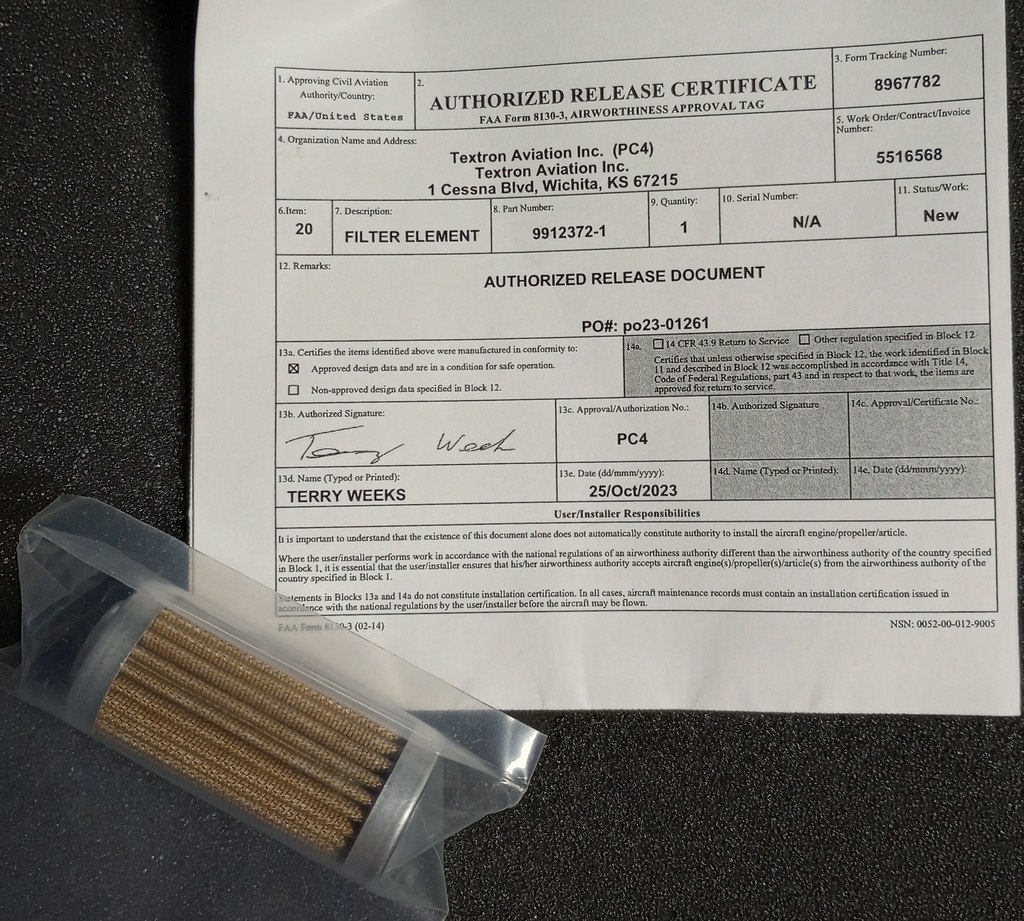 1. Approving Civil Aviation
Authority/Country:
FAA/United States
2.
AUTHORIZED RELEASE CERTIFICATE
FAA Form 8130-3, AIRWORTHINESS APPROVAL TAG
3. Form Tracking Number:
8967782
4. Organization Name and Address:
Textron Aviation Inc. (PC4)
Textron Aviation Inc.
1 Cessna Blvd, Wichita, KS 67215
5. Work Order/Contract/Invoice
Number:
5516568
6.Item:
20
7. Description:
FILTER ELEMENT
8. Part Number:
9912372-1
9. Quantity:
1
10. Serial Number:
N/A
11. Status/Work:
New
12. Remarks:
AUTHORIZED RELEASE DOCUMENT
PO#: po23-01261
13a. Certifies the items identified above were manufactured in conformity to:
Approved design data and are in a condition for safe operation.
Non-approved design data specified in Block 12.
14a. 14 CFR 43.9 Return to Service Other regulation specified in Block 12
Certifies that unless otherwise specified in Block 12, the work identified in Block
11 and described in Block 12 was accomplished in accordance with Title 14,
Code of Federal Regulations, part 43 and in respect to that work, the items are
approved for return to service.
13b. Authorized Signature:
Terry Week
13c. Approval/Authorization No.:
PC4
14b. Authorized Signature
14c. Approval/Certificate No.:
13d. Name (Typed or Printed):
TERRY WEEKS
13e. Date (dd/mmm/yyyy):
25/Oct/2023
14d. Name (Typed or Printed):
14e. Date (dd/mmm/yyyy):
User/Installer Responsibilities
It is important to understand that the existence of this document alone does not automatically constitute authority to install the aircraft engine/propeller/article.
Where the user/installer performs work in accordance with the national regulations of an airworthiness authority different than the airworthiness authority of the country specified
in Block 1, it is essential that the user/installer ensures that his/her airworthiness authority accepts aircraft engine(s)/propeller(s)/article(s) from the airworthiness authority of the
country specified in Block 1.
Statements in Blocks 13a and 14a do not constitute installation certification. In all cases, aircraft maintenance records must contain an installation certification issued in
accordance with the national regulations by the user/installer before the aircraft may be flown.
FAA Form 8130-3 (02-14)
NSN: 0052-00-012-9005